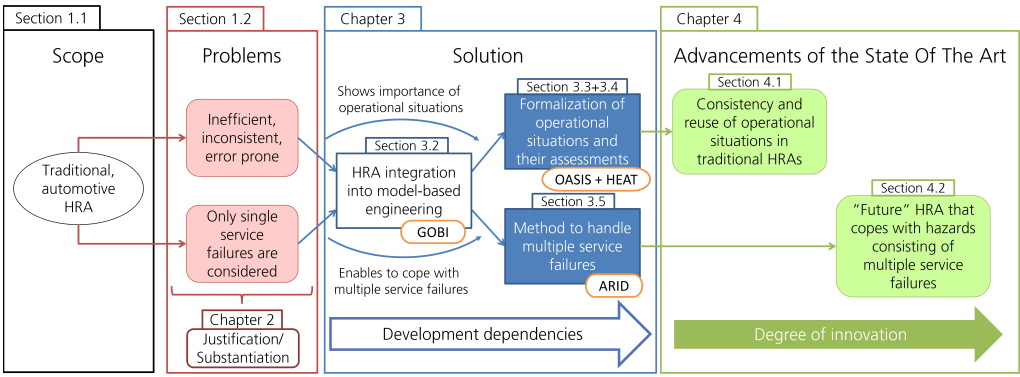 Section 1.1
Scope
Traditional,
automotive
HRA
Section 1.2
Problems
Inefficient,
inconsistent,
error prone
Only single
service
failures are
considered
Chapter 2
Justification/
Substantiation
Chapter 3
Solution
Shows importance of
operational situations
Section 3.2
HRA integration
into model-based
engineering
GOBI
Enables to cope with
multiple service failures
Section 3.3+3.4
Formalization of
operational
situations and
their assessments
OASIS + HEAT
Section 3.5
Method to handle
multiple service
failures
ARID
Development dependencies
Chapter 4
Advancements of the State Of The Art
Section 4.1
Consistency and
reuse of operational
situations in
traditional HRAs
Section 4.2
“Future” HRA that
copes with hazards
consisting of
multiple service
failures
Degree of innovation